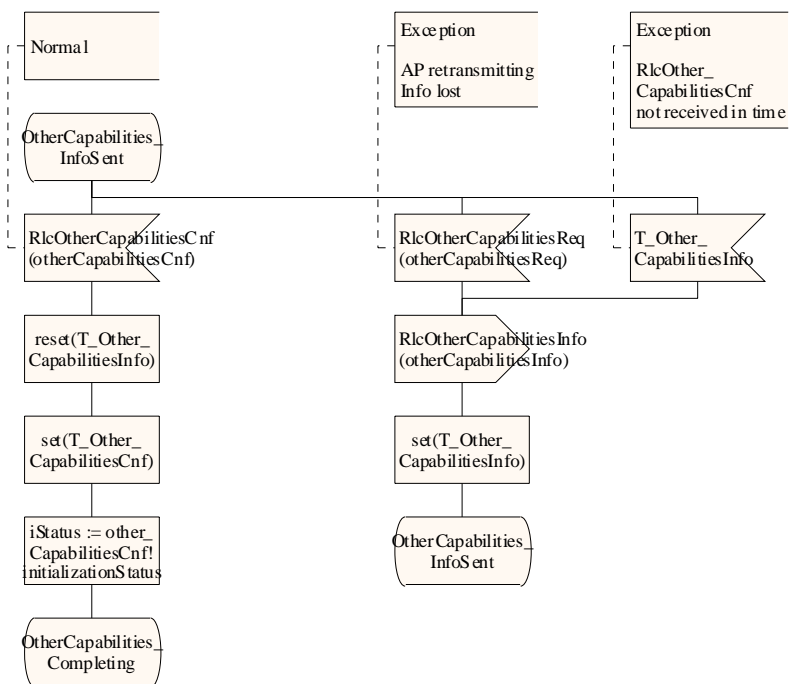 Normal
Exception
AP retransmitting
Info lost
Exception
RlcOther_
CapabilitiesCnf
not received in time
OtherCapabilities_
InfoSent
RlcOtherCapabilitiesCnf
(otherCapabilitiesCnf)
RlcOtherCapabilitiesReq
(otherCapabilitiesReq)
T_Other_
CapabilitiesInfo
reset(T_Other_
CapabilitiesInfo)
RlcOtherCapabilitiesInfo
(otherCapabilitiesInfo)
set(T_Other_
CapabilitiesCnf)
set(T_Other_
CapabilitiesInfo)
iStatus := other_
CapabilitiesCnf!
initializationStatus
OtherCapabilities_
InfoSent
OtherCapabilities_
Completing